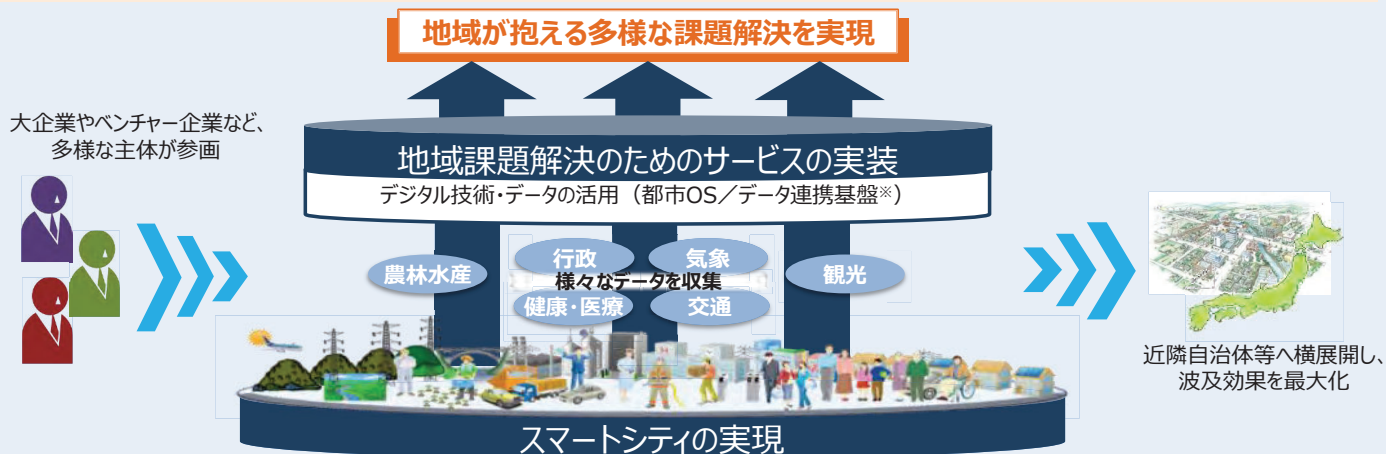 地域が抱える多様な課題解決を実現
大企業やベンチャー企業など、
多様な主体が参画
地域課題解決のためのサービスの実装
デジタル技術・データの活用（都市OS／データ連携基盤※）
農林水産
行政
気象
観光
様々なデータを収集
健康・医療
交通
近隣自治体等へ横展開し、
波及効果を最大化
スマートシティの実現